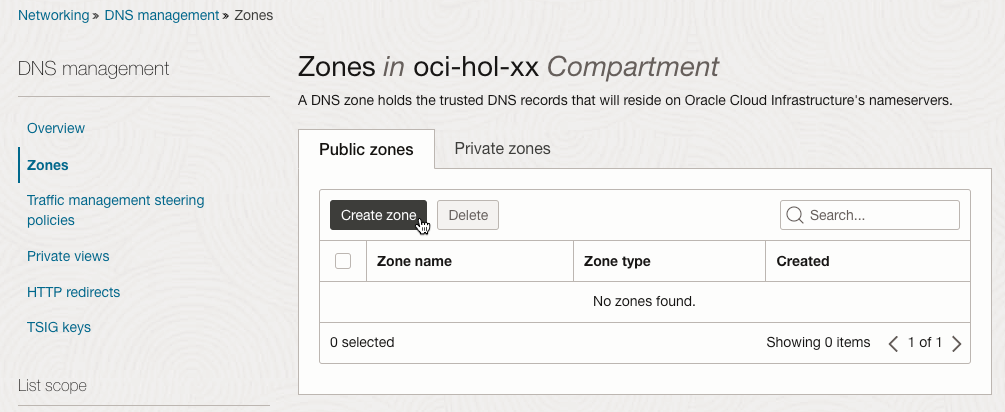 Networking » DNS management » Zones
DNS management
Overview
Zones
Traffic management steering
policies
Private views
HTTP redirects
TSIG keys
List scope
Zones in oci-hol-xx Compartment
A DNS zone holds the trusted DNS records that will reside on Oracle Cloud Infrastructure's nameservers.
Public zones Private zones
Create zone Delete Search...
Zone name Zone type Created
No zones found.
0 selected Showing 0 items 1 of 1